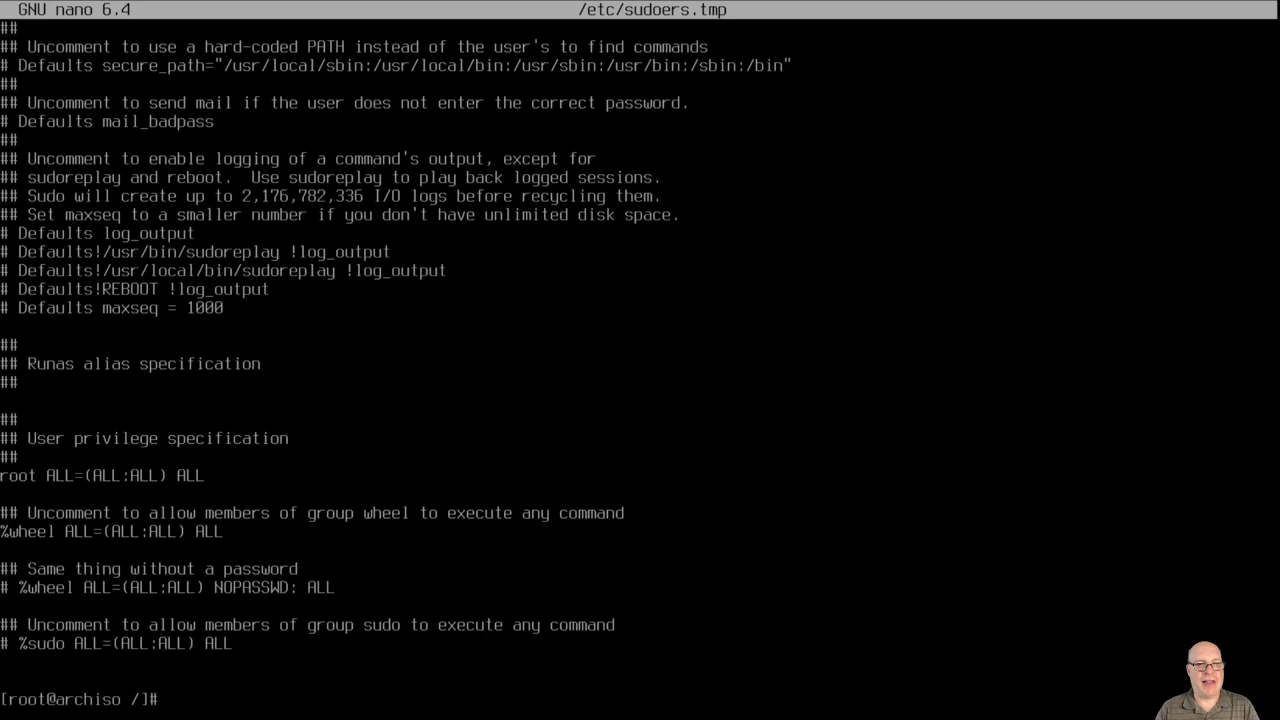 GNU nano 6.4 /etc/sudoers.tmp
##
## Uncomment to use a hard-coded PATH instead of the user's to find commands
# Defaults secure_path="/usr/local/sbin:/usr/local/bin:/usr/sbin:/usr/bin:/sbin:/bin"
##
## Uncomment to send mail if the user does not enter the correct password.
# Defaults mail_badpass
##
## Uncomment to enable logging of a command's output, except for
## sudoreplay and reboot.  Use sudoreplay to play back logged sessions.
## Sudo will create up to 2,176,782,336 I/O logs before recycling them.
## Set maxseq to a smaller number if you don't have unlimited disk space.
# Defaults log_output
# Defaults!/usr/bin/sudoreplay !log_output
# Defaults!/usr/local/bin/sudoreplay !log_output
# Defaults!REBOOT !log_output
# Defaults maxseq = 1000
##
## Runas alias specification
##
##
## User privilege specification
##
root ALL=(ALL:ALL) ALL
## Uncomment to allow members of group wheel to execute any command
%wheel ALL=(ALL:ALL) ALL
## Same thing without a password
# %wheel ALL=(ALL:ALL) NOPASSWD: ALL
## Uncomment to allow members of group sudo to execute any command
# %sudo ALL=(ALL:ALL) ALL
[root@archiso /]#